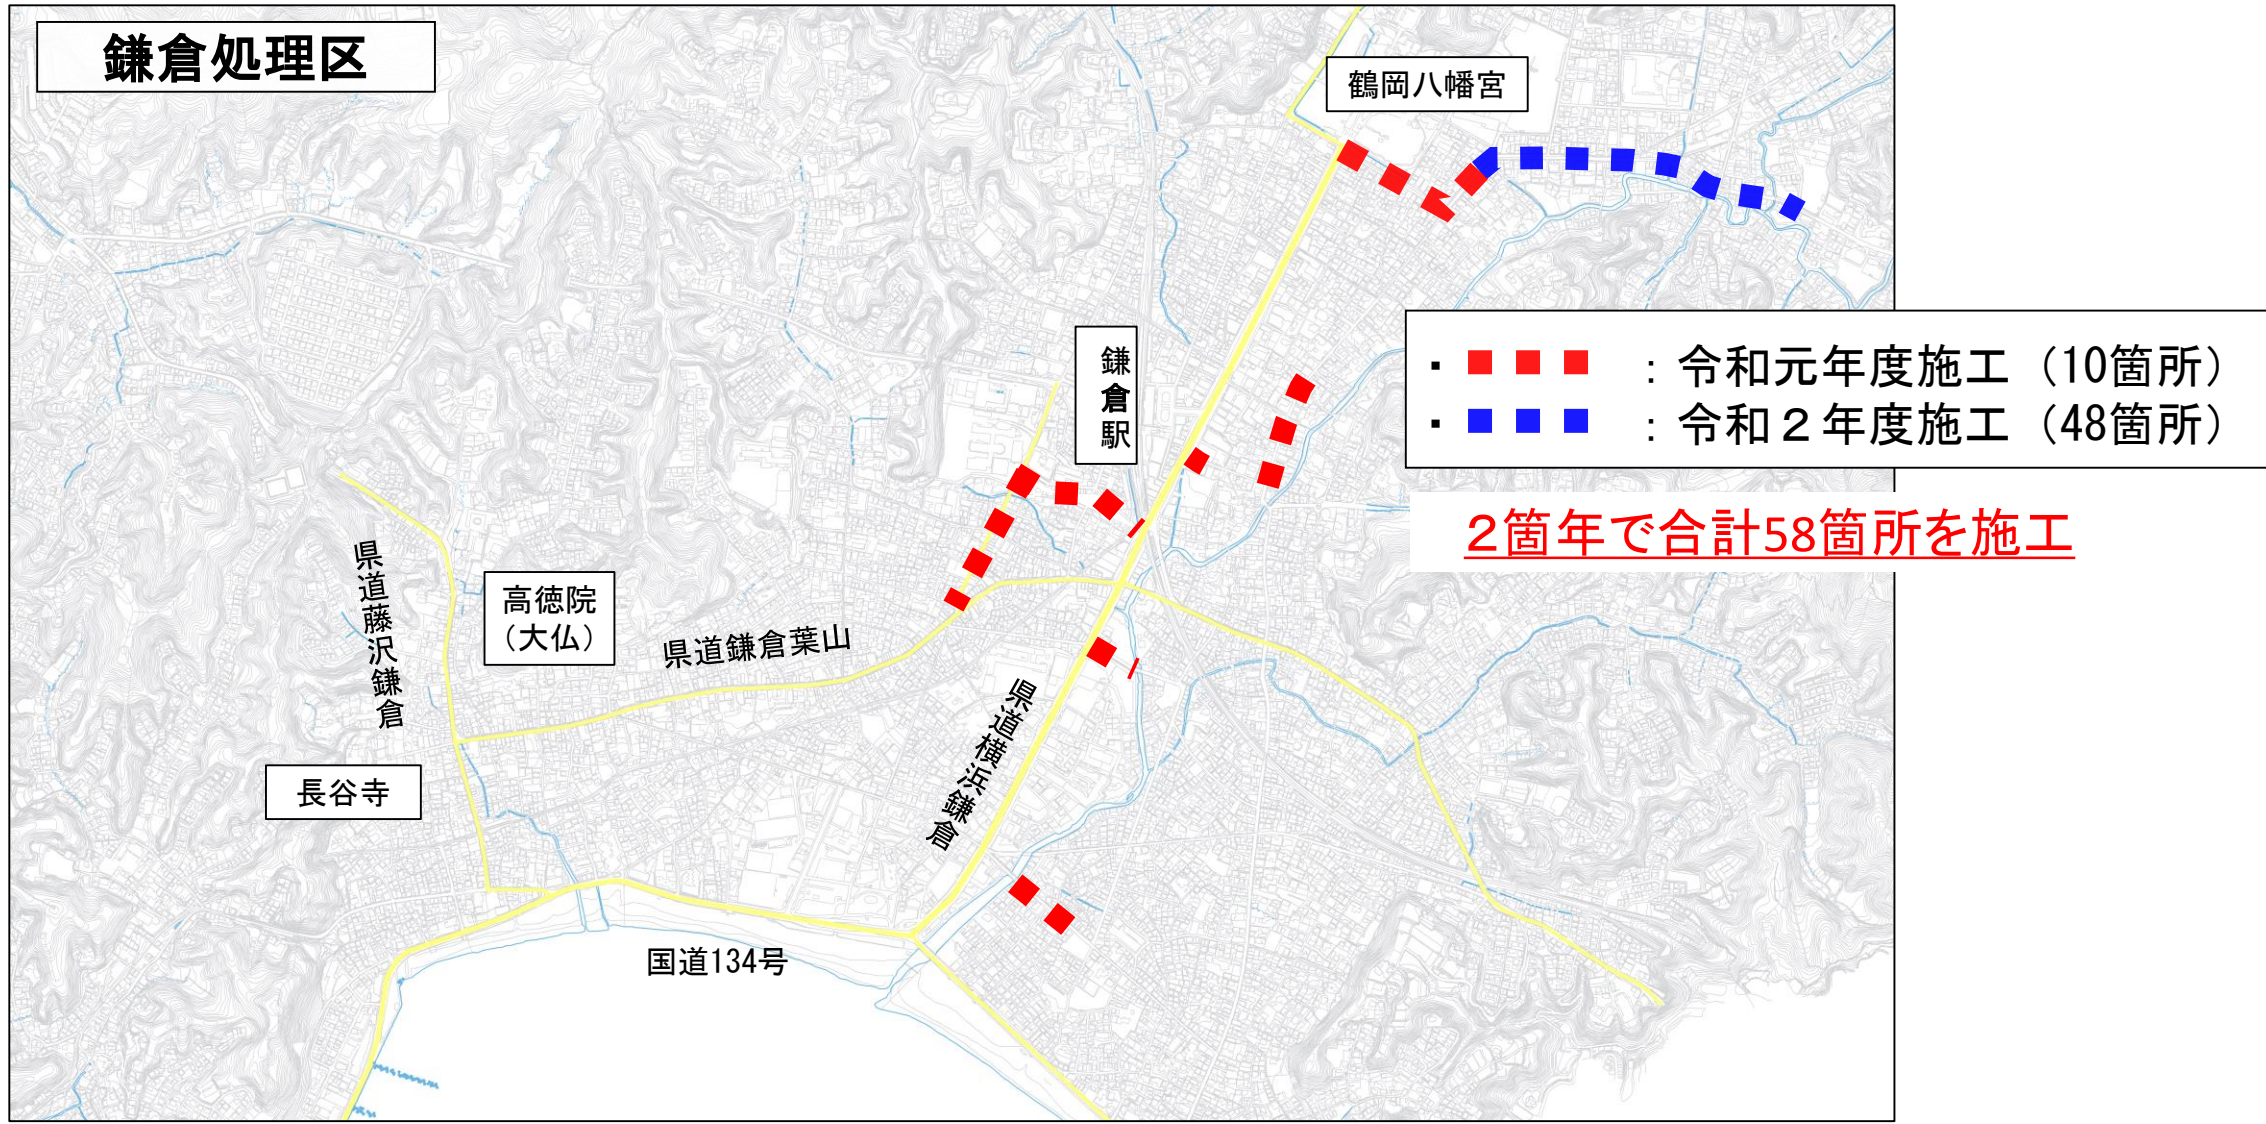 鎌倉処理区
鶴岡八幡宮
鎌倉駅
・ : 令和元年度施工（10箇所）
・ : 令和２年度施工（48箇所）
２箇年で合計58箇所を施工
県道藤沢鎌倉
高徳院
（大仏）
県道鎌倉葉山
県道横浜鎌倉
長谷寺
国道134号